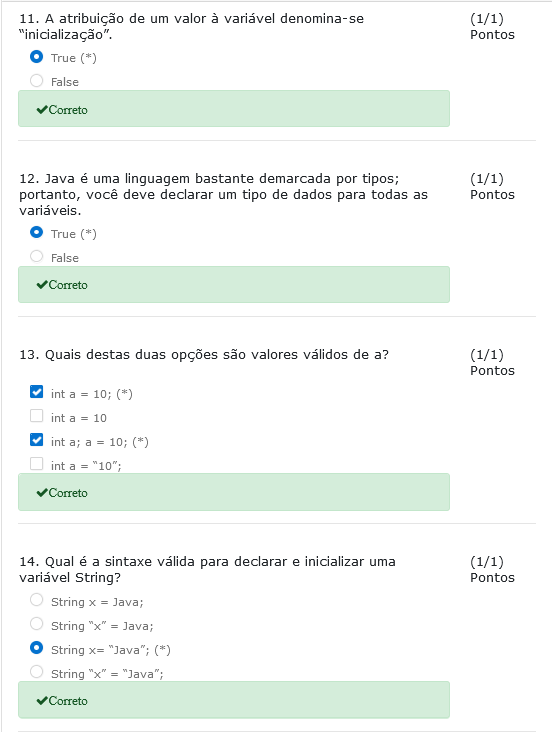 11. A atribuição de um valor à variável denomina-se (1/1)
“inicialização”. Pontos
True (*)
False
Correto
12. Java é uma linguagem bastante demarcada por tipos; (1/1)
portanto, você deve declarar um tipo de dados para todas as Pontos
variáveis.
True (*)
False
Correto
13. Quais destas duas opções são valores válidos de a? (1/1)
Pontos
int a = 10; (*)
int a = 10
int a; a = 10; (*)
int a = “10”;
Correto
14. Qual é a sintaxe válida para declarar e inicializar uma (1/1)
variável String? Pontos
String x = Java;
String “x” = Java;
String x= “Java”; (*)
String “x” = “Java”;
Correto